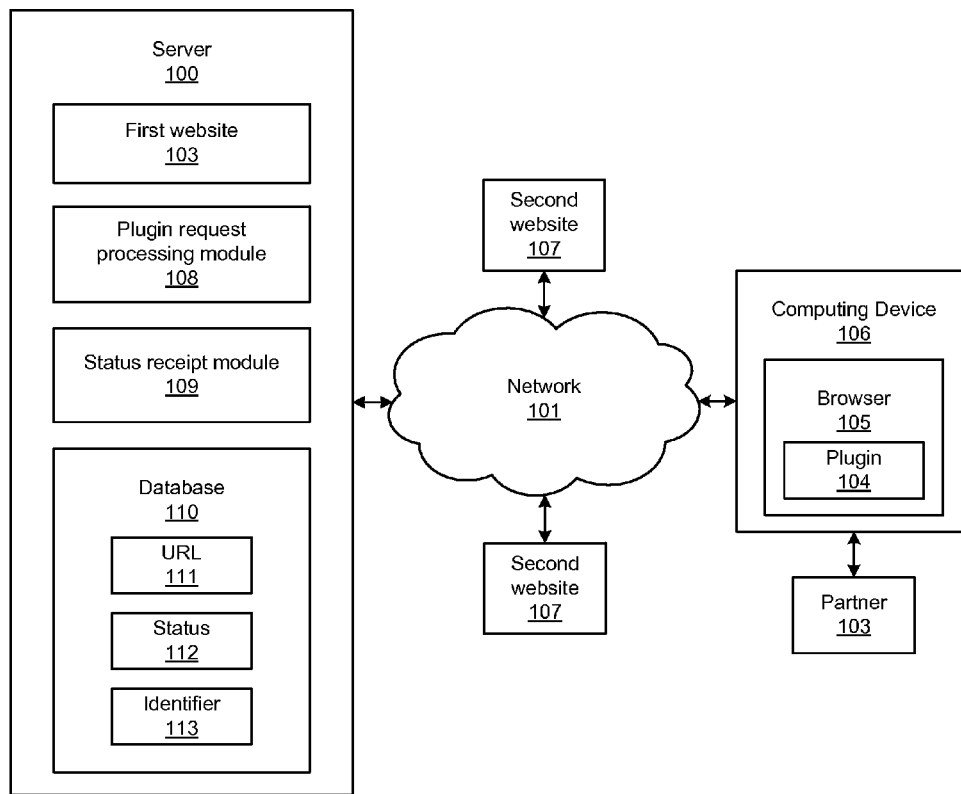 Server
100
First website
103
Plugin request
processing module
108
Status receipt module
109
Database
110
URL
111
Status
112
Identifier
113
Second
website
107
Network
101
Second
website
107
Computing Device
106
Browser
105
Plugin
104
Partner
103